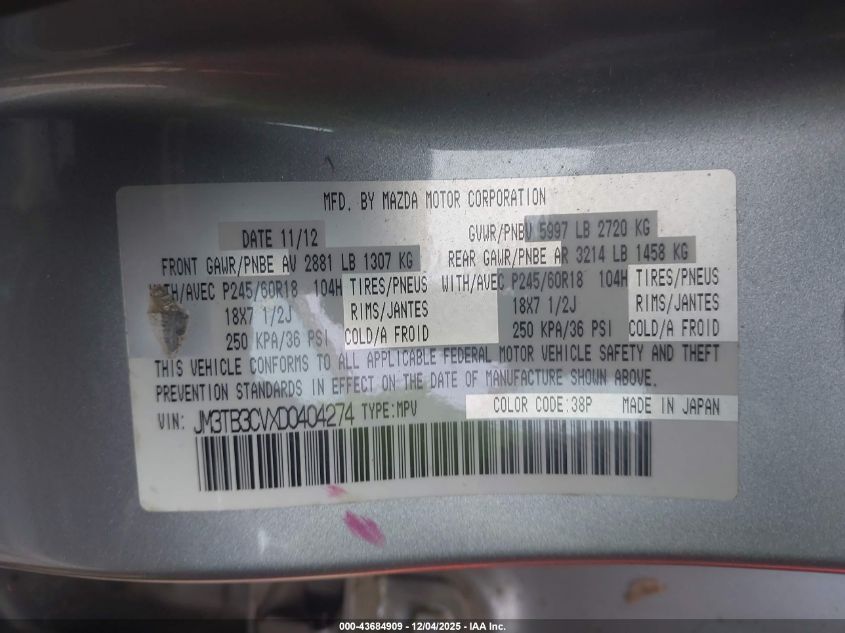 MFD. BY MAZDA MOTOR CORPORATION
DATE 11/12 GVWR/PNBV 5997 LB 2720 KG
FRONT GAWR/PNBE AV 2881 LB 1307 KG REAR GAWR/PNBE AR 3214 LB 1458 KG
WITH/AVEC P245/60R18 104H TIRES/PNEUS WITH/AVEC P245/60R18 104H TIRES/PNEUS
18X7 1/2J RIMS/JANTES 18X7 1/2J RIMS/JANTES
250 KPA/36 PSI COLD/A FROID 250 KPA/36 PSI COLD/A FROID
THIS VEHICLE CONFORMS TO ALL APPLICABLE FEDERAL MOTOR VEHICLE SAFETY AND THEFT
PREVENTION STANDARDS IN EFFECT ON THE DATE OF MANUFACTURE SHOWN ABOVE.
VIN: JM3TB3CVXD0404274 TYPE:MPV COLOR CODE:38P MADE IN JAPAN
000-43684909 - 12/04/2025 - IAA Inc.